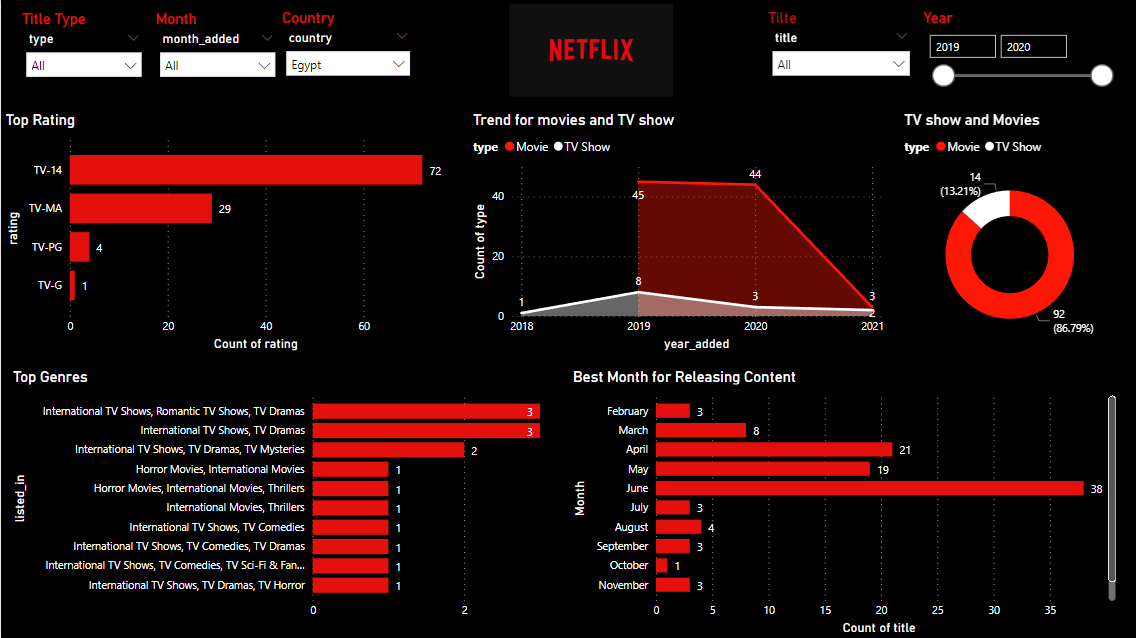 Title Type
type
All
Month
month_added
All
Country
country
Egypt
NETFLIX
Tilte
title
All
Year
2019
2020
Top Rating
rating
TV-14
72
TV-MA
29
TV-PG
4
TV-G
1
0 20 40 60
Count of rating
Trend for movies and TV show
type Movie TV Show
Count of type
40
20
0
45
44
3
1
8
3
2
2018 2019 2020 2021
year_added
TV show and Movies
type Movie TV Show
14
(13.21%)
92
(86.79%)
Top Genres
listed_in
International TV Shows, Romantic TV Shows, TV Dramas 3
International TV Shows, TV Dramas 3
International TV Shows, TV Dramas, TV Mysteries 2
Horror Movies, International Movies 1
Horror Movies, International Movies, Thrillers 1
International Movies, Thrillers 1
International TV Shows, TV Comedies 1
International TV Shows, TV Comedies, TV Dramas 1
International TV Shows, TV Comedies, TV Sci-Fi & Fan... 1
International TV Shows, TV Dramas, TV Horror 1
0 2
Best Month for Releasing Content
Month
February 3
March 8
April 21
May 19
June 38
July 3
August 4
September 3
October 1
November 3
0 5 10 15 20 25 30 35
Count of title